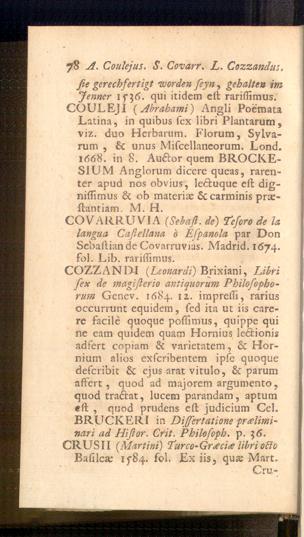 78 A. Coulejus. S. Covarr. L. Cozzandus.
ſie gerechfertigt worden ſeyn, gehalten im
Jenner 1536. qui itidem eſt rariſſimus.
COULEJI (Abrahami) Angli Poëmata
Latina, in quibus ſex libri Plantarum,
viz. duo Herbarum. Florum, Sylva-
rum, & unus Miſcellaneorum. Lond.
1668. in 8. Auctor quem BROCKE-
SIUM Anglorum dicere queas, raren-
ter apud nos obvius, lectuque eſt dig-
niſſimus & ob materiæ & carminis præ-
ſtantiam. M. H.
COVARRUVIA (Sebaſt. de) Teſoro de la
langua Caſtellana ò Eſpanola par Don
Sebaſtian de Covarruvias. Madrid. 1674.
fol. Lib. rariſſimus.
COZZANDI (Leonardi) Brixiani, Libri
ſex de magiſterio antiquorum Philoſopho-
rum Genev. 1684. 12. impreſſi, rarius
occurrunt equidem, ſed ita ut iis care-
re facilè quoque poſſimus, quippe qui
ne eam quidem quam Hornius lectionis
adfert copiam & varietatem, & Hor-
nium alios exſcribentem ipſe quoque
deſcribit & ejus arat vitulo, & parum
affert, quod ad majorem argumento,
quod tractat, lucem parandam, aptum
eſt, quod prudens eſt judicium Cel.
BRUCKERI in Diſſertatione prælimi-
nari ad Hiſtor. Crit. Philoſoph. p. 36.
CRUSII (Martini) Turco-Græciæ libri octo
Baſileæ 1584. fol. Ex iis, quæ Mart.
Cru-